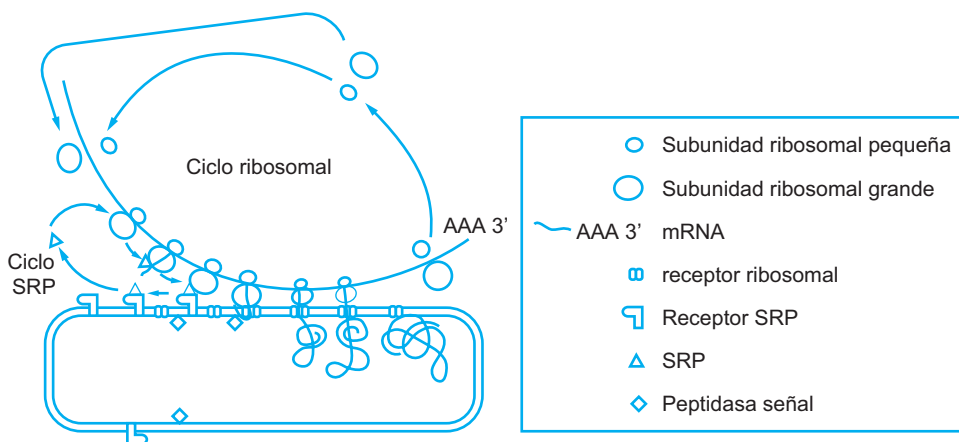 Ciclo ribosomal
AAA 3’
Ciclo
SRP
Subunidad ribosomal pequeña
Subunidad ribosomal grande
AAA 3’ mRNA
receptor ribosomal
Receptor SRP
SRP
Peptidasa señal